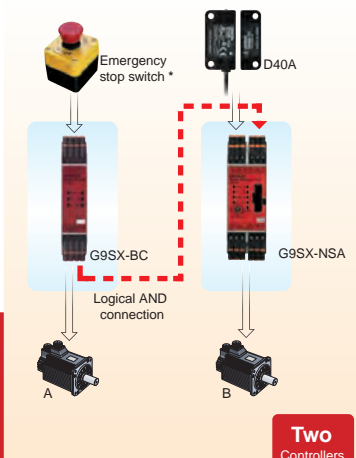 Emergency
stop switch *
D40A
G9SX-BC
G9SX-NSA
Logical AND
connection
A
B
Two
Controllers